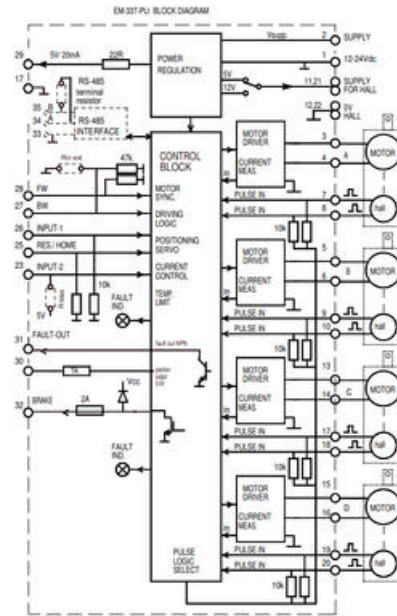 EM-337-PLI BLOCK DIAGRAM
29
5V/ 20mA
22R
POWER
REGULATION
Vsupp.
2
SUPPLY
1
12-24Vdc
17
5V
12V
11,21
SUPPLY
FOR HALL
12,22
0V
HALL
RS-485
terminal
resistor
35
34
33
RS-485
INTERFACE
CONTROL
BLOCK
MOTOR
DRIVER
CURRENT
MEAS.
3
4
A
MOTOR
47k
28
FW
MOTOR
SYNC
27
BW
DRIVING
LOGIC
PULSE IN
7
PULSE IN
8
hall
26
INPUT-1
POSITIONING
SERVO
25
RES./ HOME
10k
23
INPUT-2
CURRENT
CONTROL
10k
5V
TEMP
LIMIT
FAULT
IND.
MOTOR
DRIVER
CURRENT
MEAS.
5
6
B
MOTOR
PULSE IN
9
PULSE IN
10
hall
10k
31
FAULT-OUT
fault out NPN
30
1k
MOTOR
DRIVER
CURRENT
MEAS.
13
14
C
MOTOR
32
BRAKE
2A
Vcc
PULSE IN
17
PULSE IN
18
hall
10k
FAULT
IND.
MOTOR
DRIVER
CURRENT
MEAS.
15
16
D
MOTOR
PULSE IN
19
PULSE IN
20
hall
10k
PULSE
LOGIC
SELECT